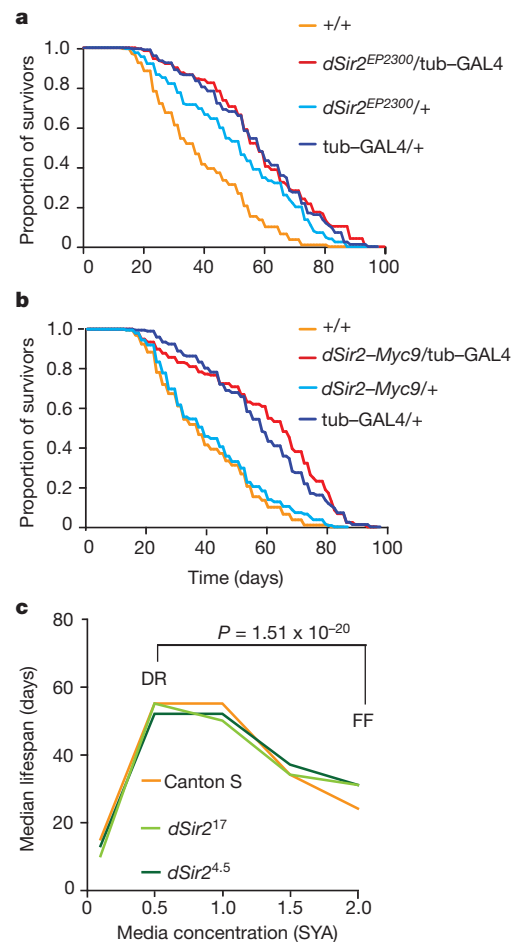 a
+/+
dSir2^EP2300/tub–GAL4
dSir2^EP2300/+
tub–GAL4/+
Proportion of survivors
1.0
0.8
0.6
0.4
0.2
0
0 20 40 60 80 100
b
+/+
dSir2–Myc9/tub–GAL4
dSir2–Myc9/+
tub–GAL4/+
Proportion of survivors
1.0
0.8
0.6
0.4
0.2
0
0 20 40 60 80 100
Time (days)
c
80
60
40
20
0
Median lifespan (days)
P = 1.51 x 10⁻²⁰
DR
FF
Canton S
dSir2¹⁷
dSir2⁴·⁵
0 0.5 1.0 1.5 2.0
Media concentration (SYA)